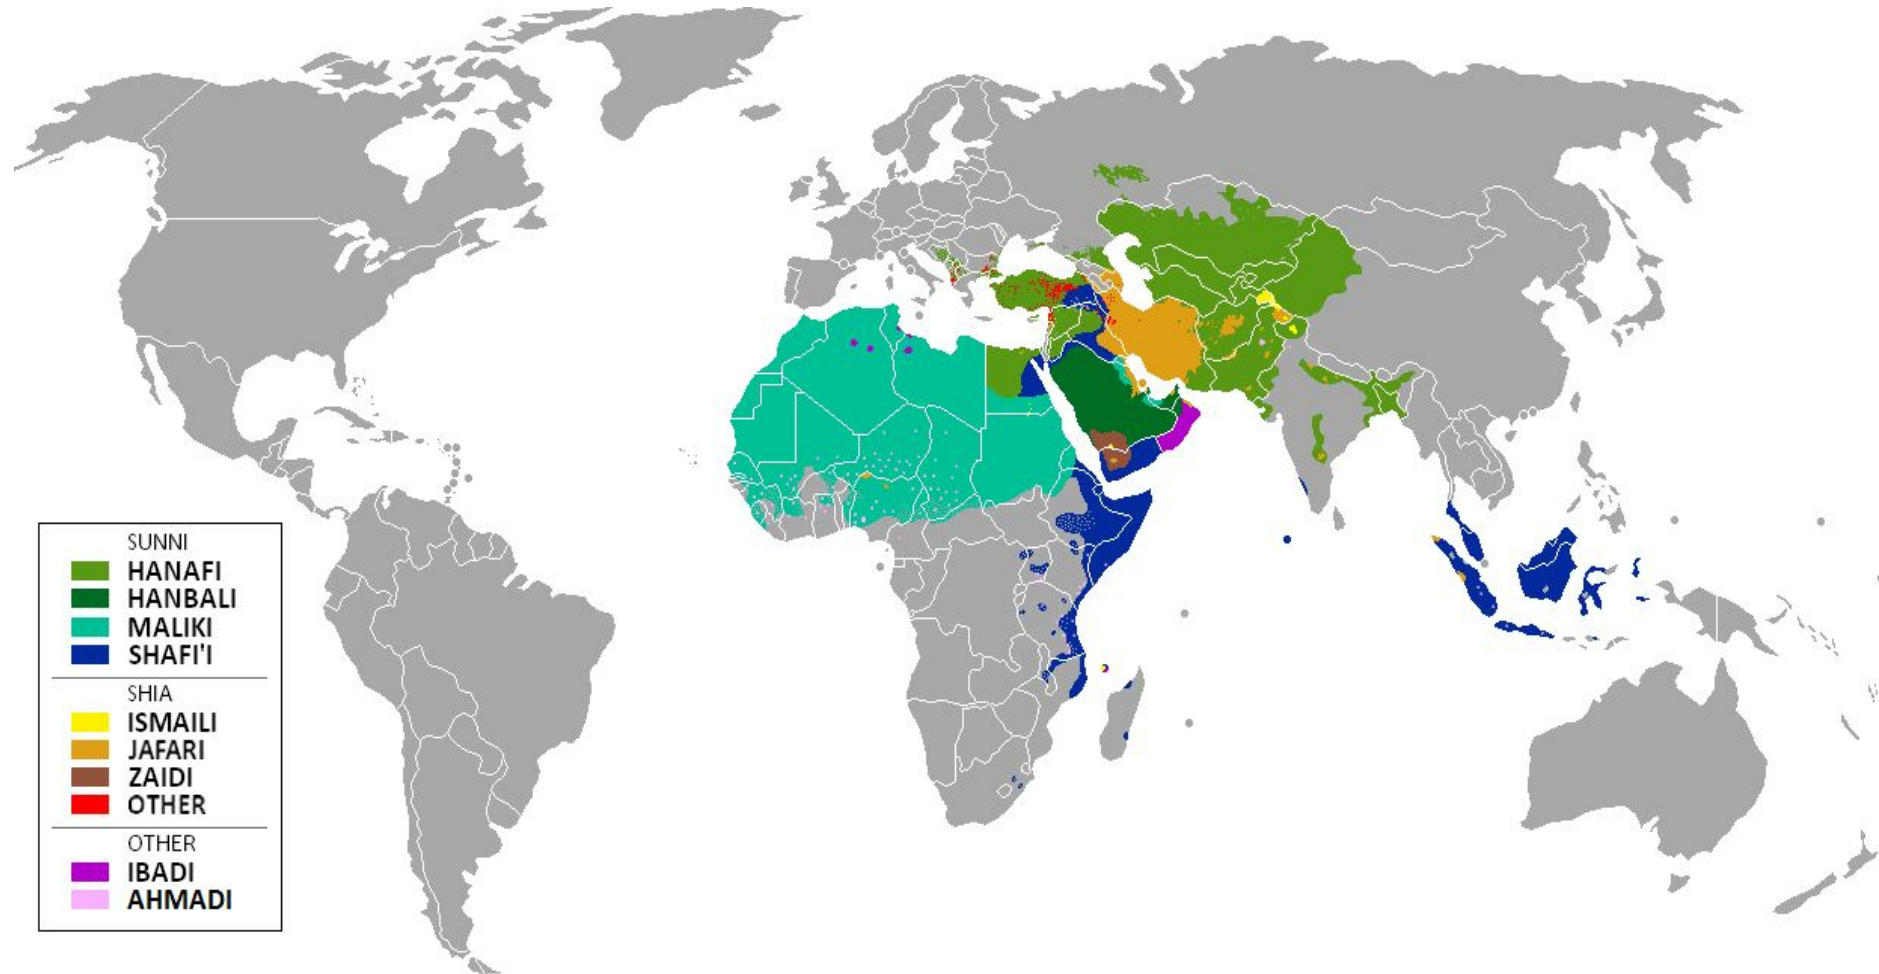 SUNNI
HANAFI
HANBALI
MALIKI
SHAFI'I
SHIA
ISMAILI
JAFARI
ZAIDI
OTHER
OTHER
IBADI
AHMADI